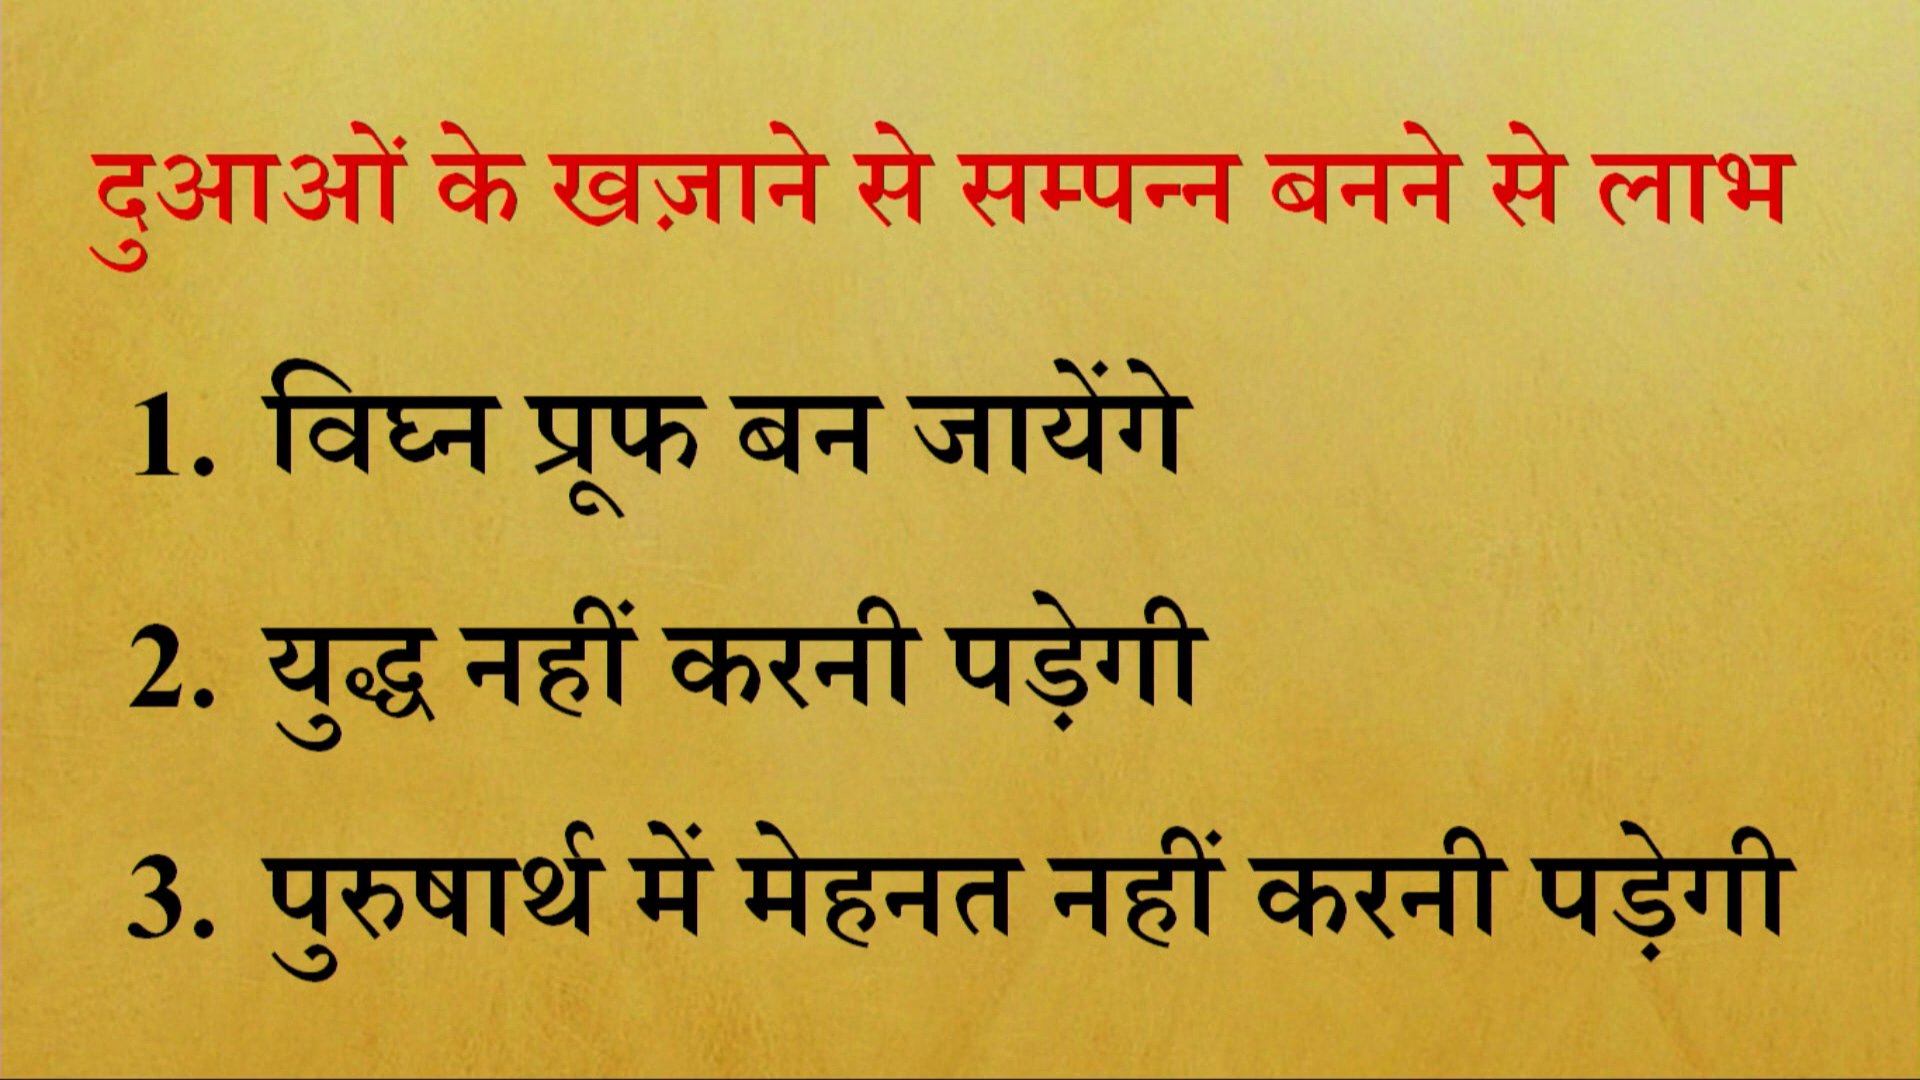 दुआओं के खज़ाने से सम्पन्न बनने से लाभ
1. विघ्न प्रूफ बन जायेंगे
2. युद्ध नहीं करनी पड़ेगी
3. पुरुषार्थ में मेहनत नहीं करनी पड़ेगी